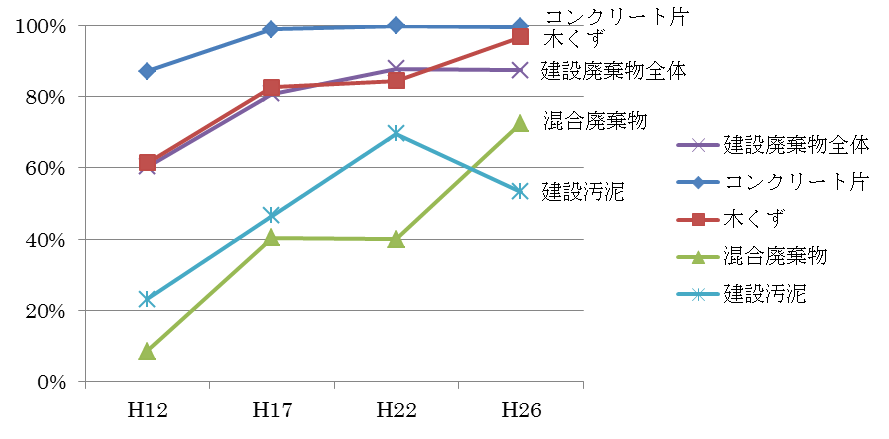 100%
80%
60%
40%
20%
0%
H12
H17
H22
H26
コンクリート片
木くず
建設廃棄物全体
混合廃棄物
建設汚泥
建設廃棄物全体
コンクリート片
木くず
混合廃棄物
建設汚泥